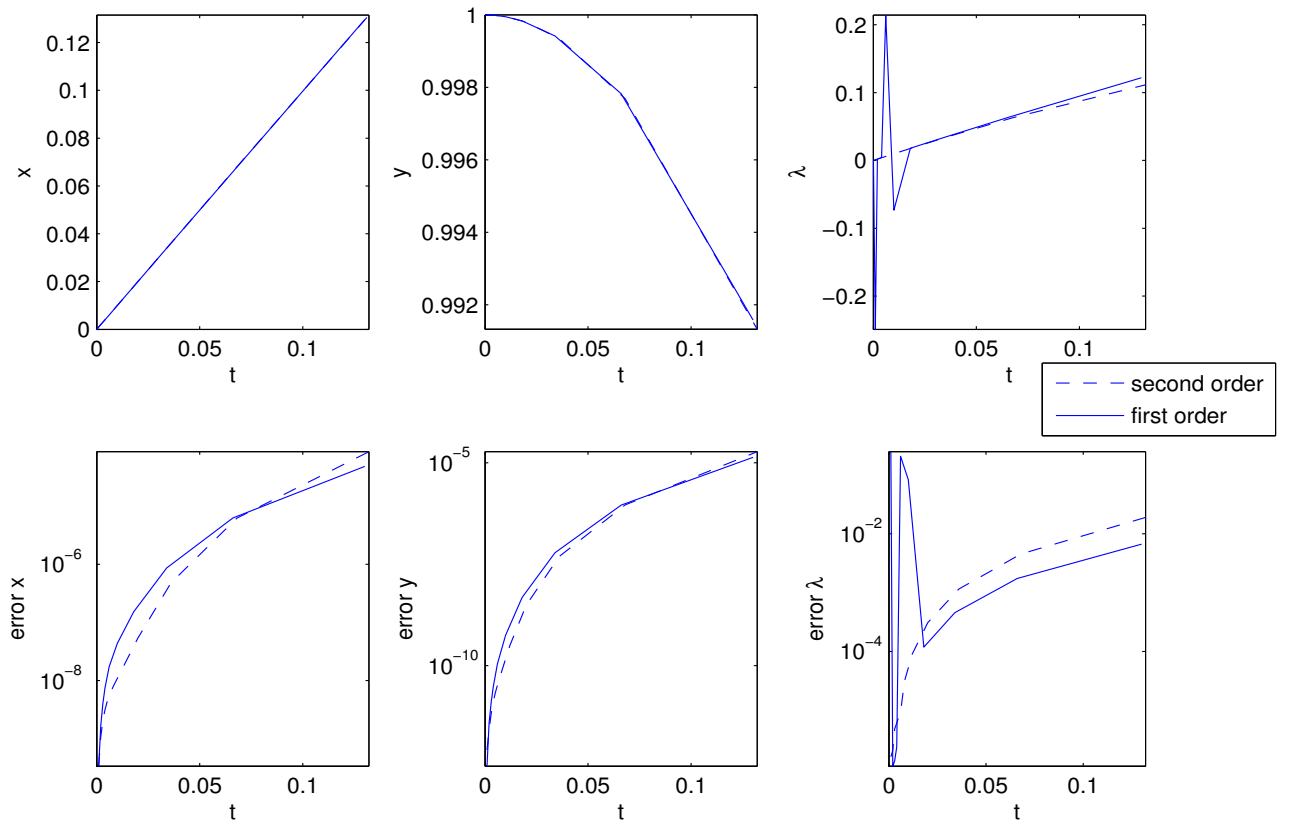 0.12
0.1
0.08
0.06
0.04
0.02
0
x
0 0.05 0.1
t
1
0.998
0.996
0.994
0.992
y
0 0.05 0.1
t
0.2
0.1
0
−0.1
−0.2
λ
0 0.05 0.1
t
second order
first order
10−6
10−8
error x
0 0.05 0.1
t
10−5
10−10
error y
0 0.05 0.1
t
10−2
10−4
error λ
0 0.05 0.1
t